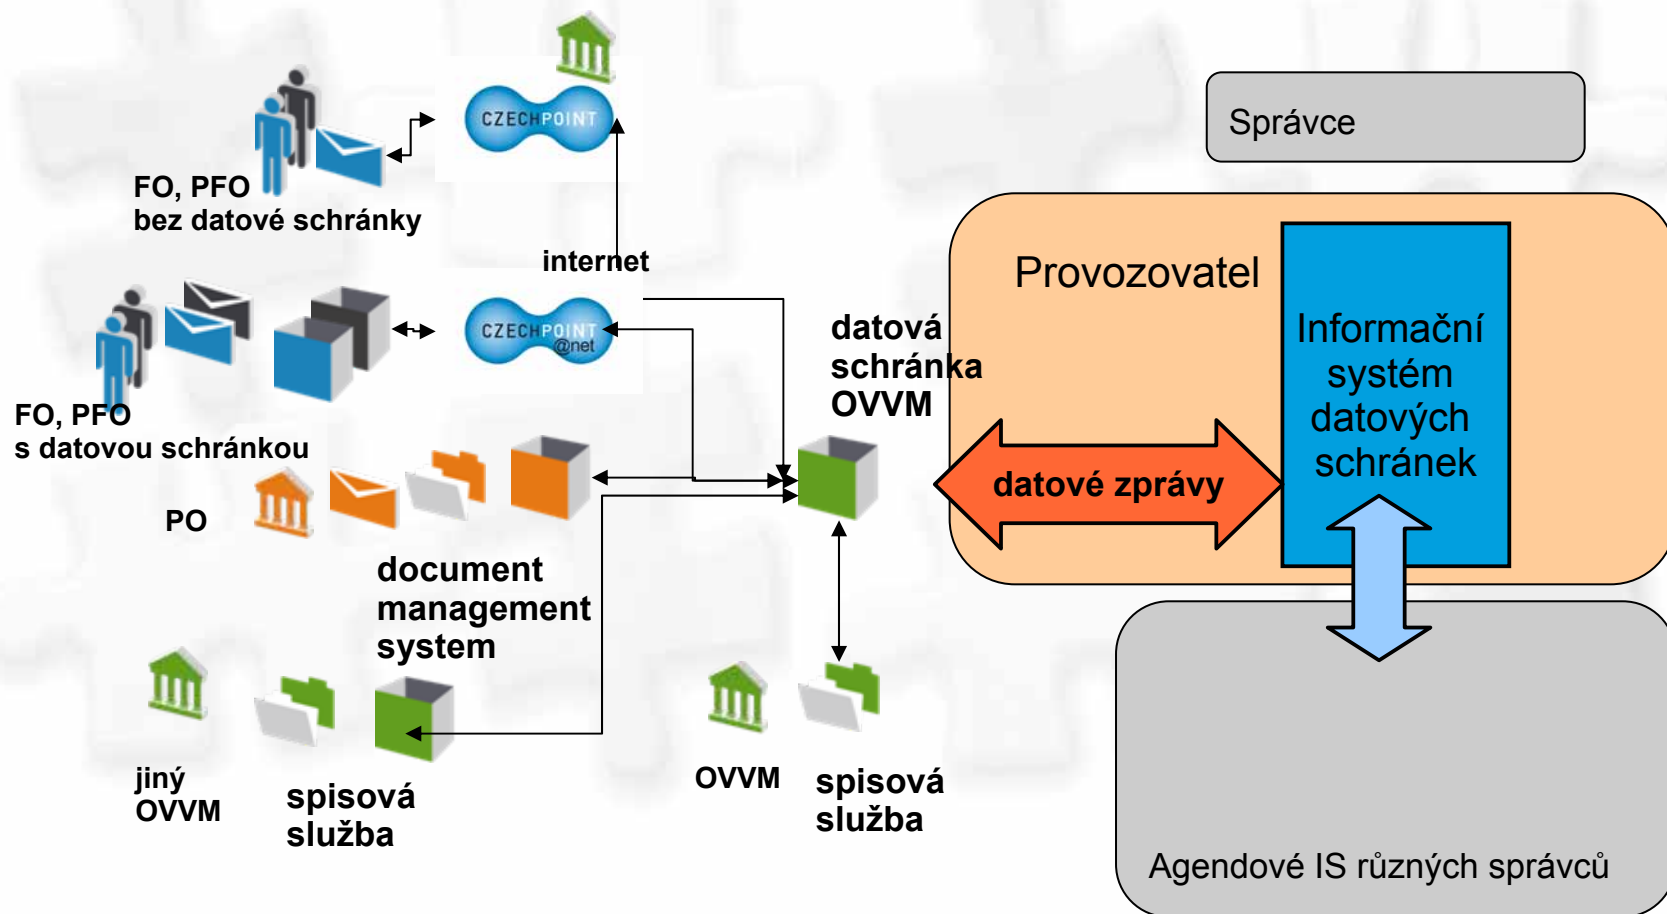 CZECHPOINT
Správce
FO, PFO
bez datové schránky
internet
Provozovatel
CZECHPOINT
@net
datová
schránka
OVVM
Informační
systém
datových
schránek
FO, PFO
s datovou schránkou
datové zprávy
PO
document
management
system
jiný
OVVM
spisová
služba
OVVM
spisová
služba
Agendové IS různých správců